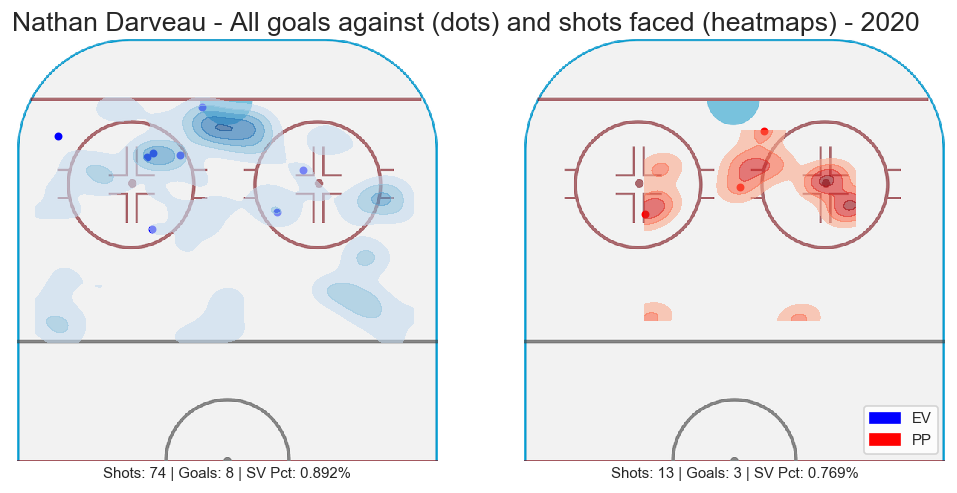 Nathan Darveau - All goals against (dots) and shots faced (heatmaps) - 2020
EV
PP
Shots: 74 | Goals: 8 | SV Pct: 0.892%
Shots: 13 | Goals: 3 | SV Pct: 0.769%